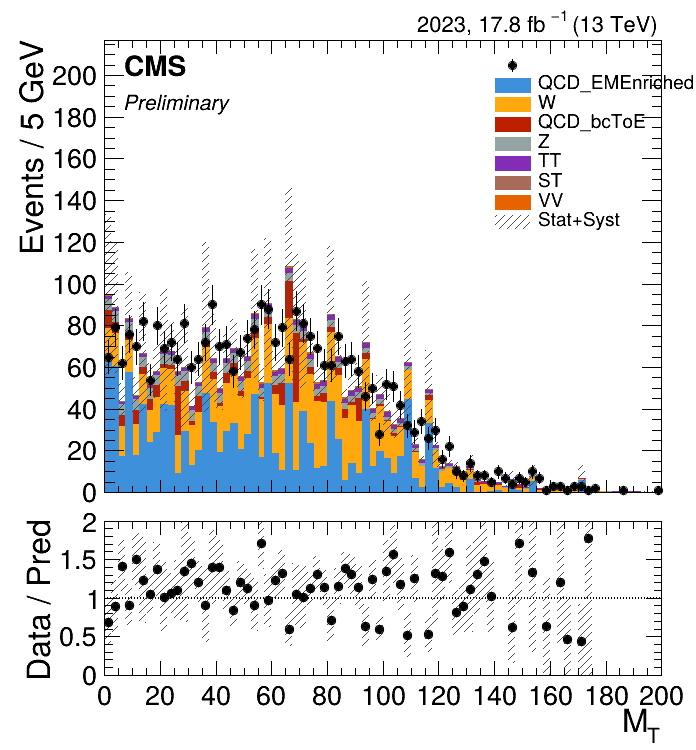 2023, 17.8 fb⁻¹ (13 TeV)
CMS
Preliminary
QCD_EMEnriched
W
QCD_bcToE
Z
TT
ST
VV
Stat+Syst
Events / 5 GeV
200
180
160
140
120
100
80
60
40
20
0
Data / Pred
2
1.5
1
0.5
0
0 20 40 60 80 100 120 140 160 180 200
M_T